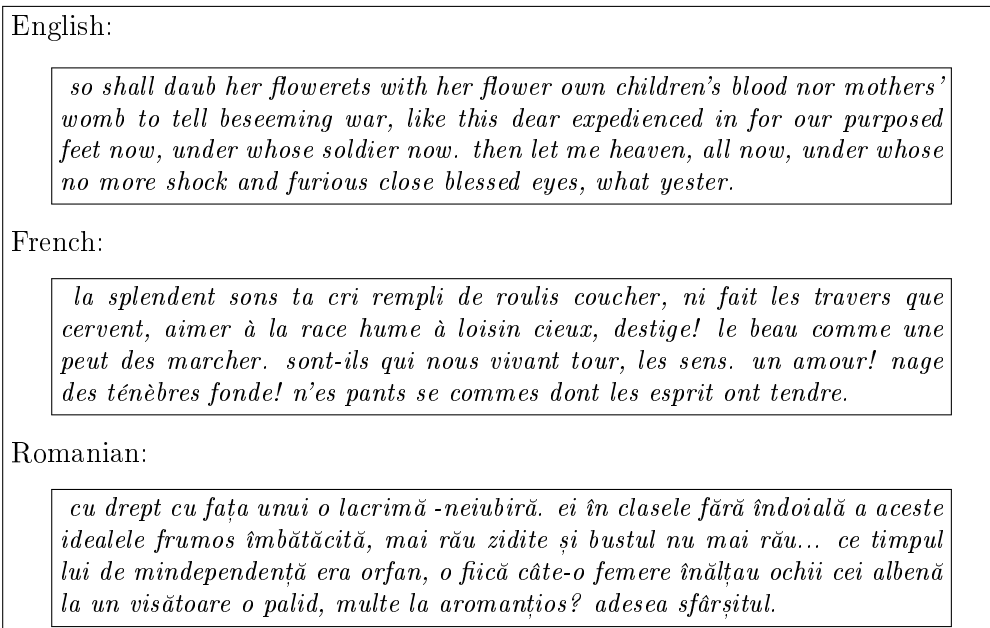 English:
so shall daub her flowerets with her flower own children's blood nor mothers'
womb to tell beseeming war, like this dear expedienced in for our purposed
feet now, under whose soldier now. then let me heaven, all now, under whose
no more shock and furious close blessed eyes, what yester.
French:
la splendent sons ta cri rempli de roulis coucher, ni fait les travers que
cervent, aimer à la race hume à loisin cieux, destige! le beau comme une
peut des marcher. sont-ils qui nous vivant tour, les sens. un amour! nage
des ténèbres fonde! n'es pants se commes dont les esprit ont tendre.
Romanian:
cu drept cu fața unui o lacrimă -neiubiră. ei în clasele fără îndoială a aceste
idealele frumos îmbătăcită, mai rău zidite și bustul nu mai rău... ce timpul
lui de mindependență era orfan, o fiică câte-o femere înălțau ochii cei albenă
la un visătoare o palid, multe la aromanțios? adesea sfârșitul.